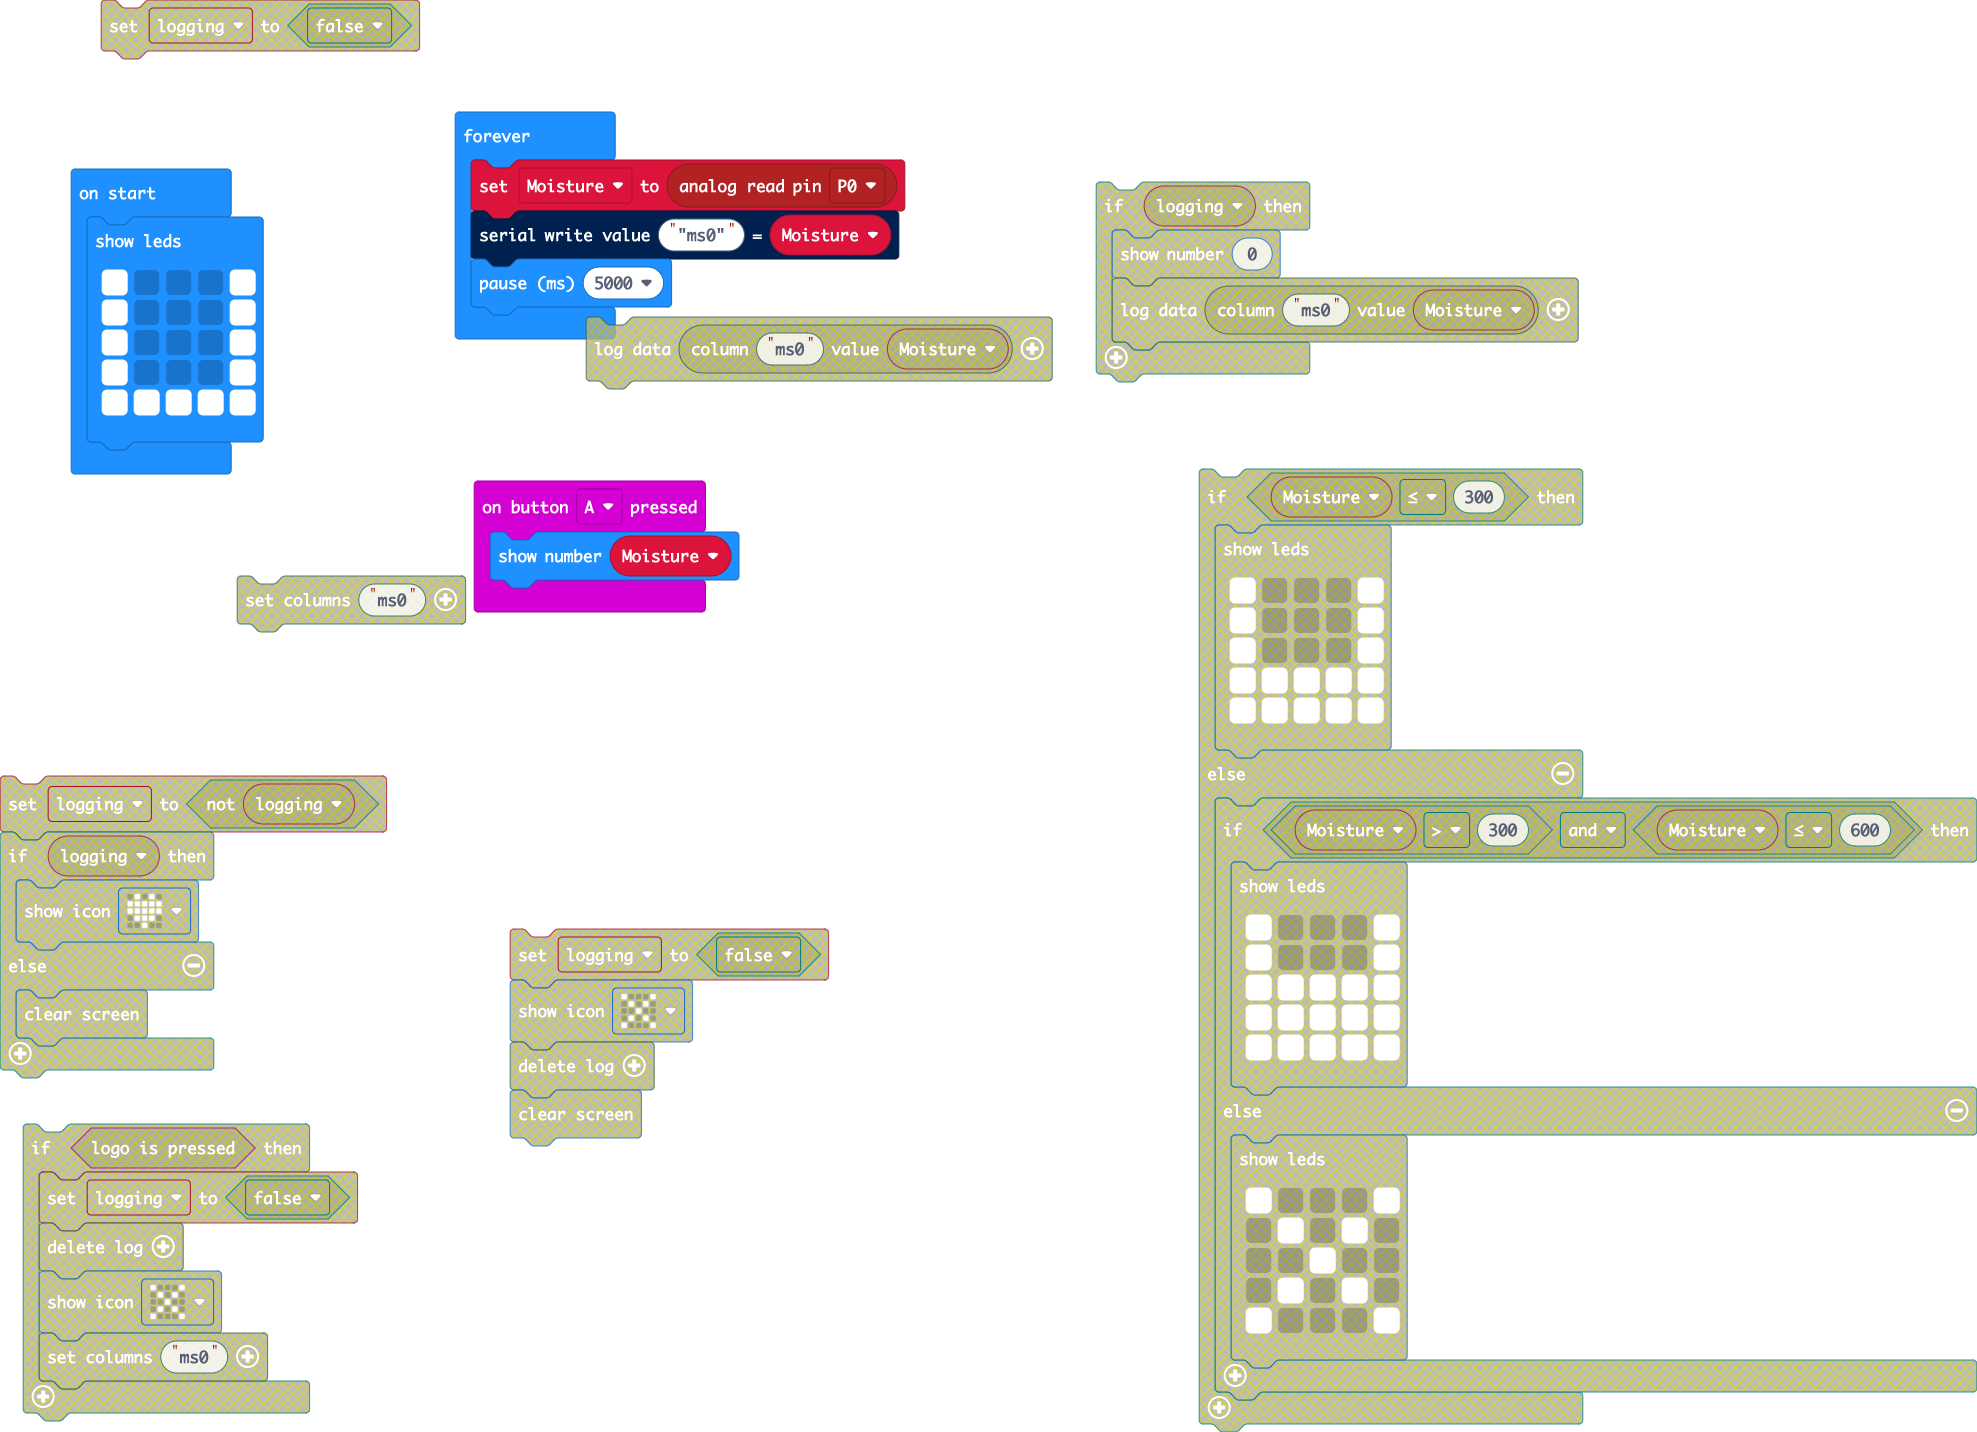 set logging to false
forever
set Moisture to analog read pin P0
serial write value ""ms0"" = Moisture
pause (ms) 5000
log data column "ms0" value Moisture
on start
show leds
if logging then
show number 0
log data column "ms0" value Moisture
on button A pressed
show number Moisture
set columns "ms0"
if Moisture ≤ 300 then
show leds
else
if Moisture > 300 and Moisture ≤ 600 then
show leds
else
show leds
set logging to not logging
if logging then
show icon
else
clear screen
set logging to false
show icon
delete log
clear screen
if logo is pressed then
set logging to false
delete log
show icon
set columns "ms0"